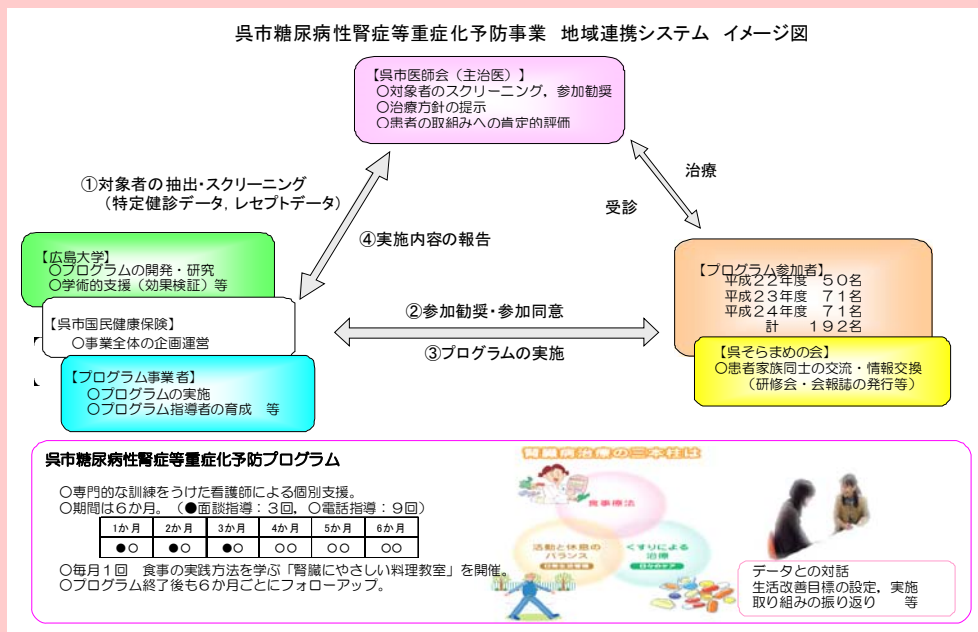 呉市糖尿病性腎症等重症化予防事業　地域連携システム　イメージ図
【呉市医師会（主治医）】
○対象者のスクリーニング，参加勧奨
○治療方針の提示
○患者の取組みへの肯定的評価
①対象者の抽出・スクリーニング
（特定健診データ，レセプトデータ）
④実施内容の報告
治療
受診
【広島大学】
○プログラムの開発・研究
○学術的支援（効果検証）等
【呉市国民健康保険】
○事業全体の企画運営
【プログラム事業者】
○プログラムの実施
○プログラム指導者の育成　等
②参加勧奨・参加同意
③プログラムの実施
【プログラム参加者】
平成２２年度　５０名
平成２３年度　７１名
平成２４年度　７１名
計　１９２名
【呉そらまめの会】
○患者家族同士の交流・情報交換
（研修会・会報誌の発行等）
呉市糖尿病性腎症等重症化予防プログラム
○専門的な訓練をうけた看護師による個別支援。
○期間は６か月。（●面談指導：３回，○電話指導：９回）
1か月　2か月　3か月　4か月　5か月　6か月
●○　●○　●○　○○　○○　○○
○毎月１回　食事の実践方法を学ぶ「腎臓にやさしい料理教室」を開催。
○プログラム終了後も６か月ごとにフォローアップ。
腎臓病治療の三本柱は
食事療法
活動と休息の
バランス
日常生活管理
くすりによる
治療
日々のケア
データとの対話
生活改善目標の設定，実施
取り組みの振り返り　　等